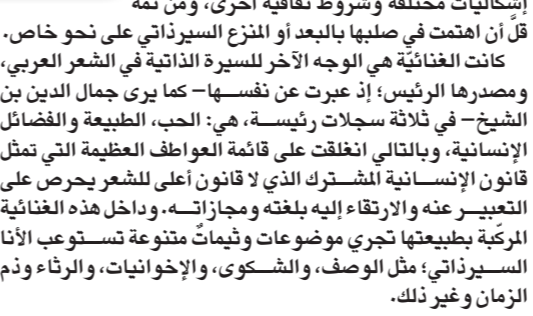 إشكاليات مختلفة وشروط ثقافية أخرى، ومن ثمة
قلَّ أن اهتمت في صلبها بالبعد أو المنزع السيرذاتي على نحو خاص.
كانت الغنائيّة هي الوجه الآخر للسيرة الذاتية في الشعر العربي،
ومصدرها الرئيس؛ إذ عبرت عن نفسها– كما يرى جمال الدين بن
الشيخ– في ثلاثة سجلات رئيسة، هي: الحب، الطبيعة والفضائل
الإنسانية، وبالتالي انغلقت على قائمة العواطف العظيمة التي تمثل
قانون الإنسانية المشترك الذي لا قانون أعلى للشعر يحرص على
التعبير عنه والارتقاء إليه بلغته ومجازاته. وداخل هذه الغنائية
المركّبة بطبيعتها تجري موضوعات وثيماتٌ متنوعة تستوعب الأنا
السيرذاتي؛ مثل الوصف، والشكوى، والإخوانيات، والرثاء وذم
الزمان وغير ذلك.